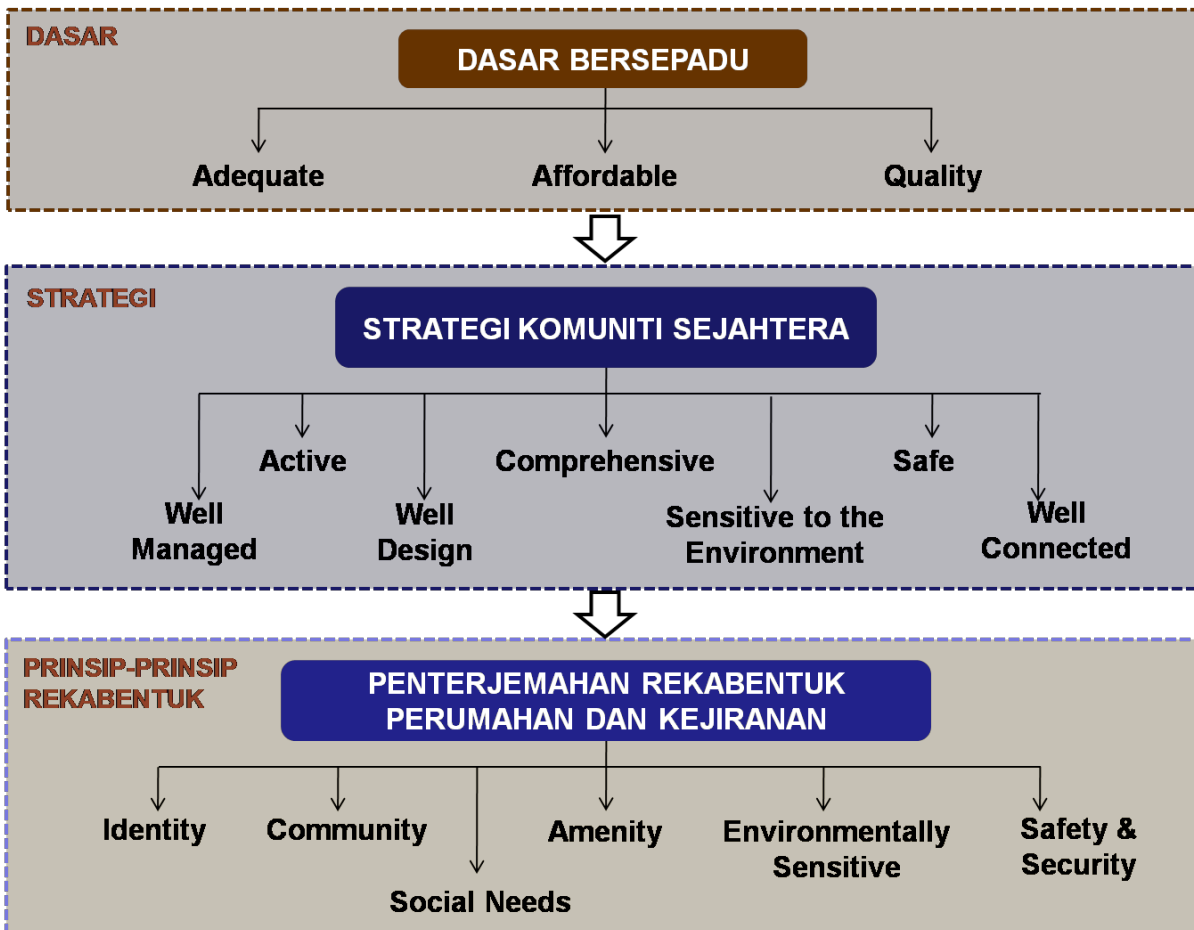 DASAR
DASAR BERSEPADU
Adequate
Affordable
Quality
STRATEGI
STRATEGI KOMUNITI SEJAHTERA
Active
Comprehensive
Safe
Well
Managed
Well
Design
Sensitive to the
Environment
Well
Connected
PRINSIP-PRINSIP
REKABENTUK
PENTERJEMAHAN REKABENTUK
PERUMAHAN DAN KEJIRANAN
Identity
Community
Amenity
Environmentally
Sensitive
Safety &
Security
Social Needs